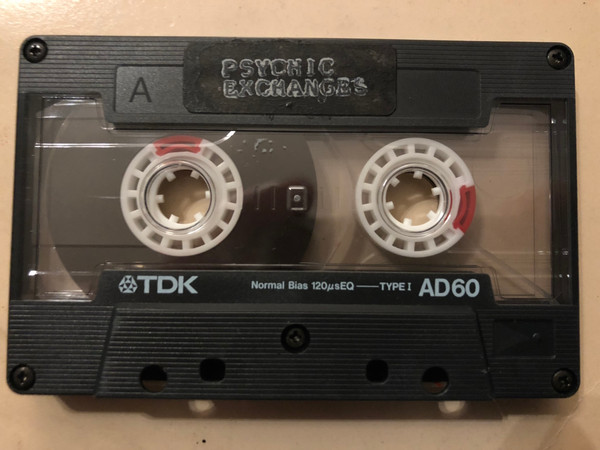 PSYCHIC
EXCHANGES
A
TDK Normal Bias 120µsEQ — TYPE I AD60